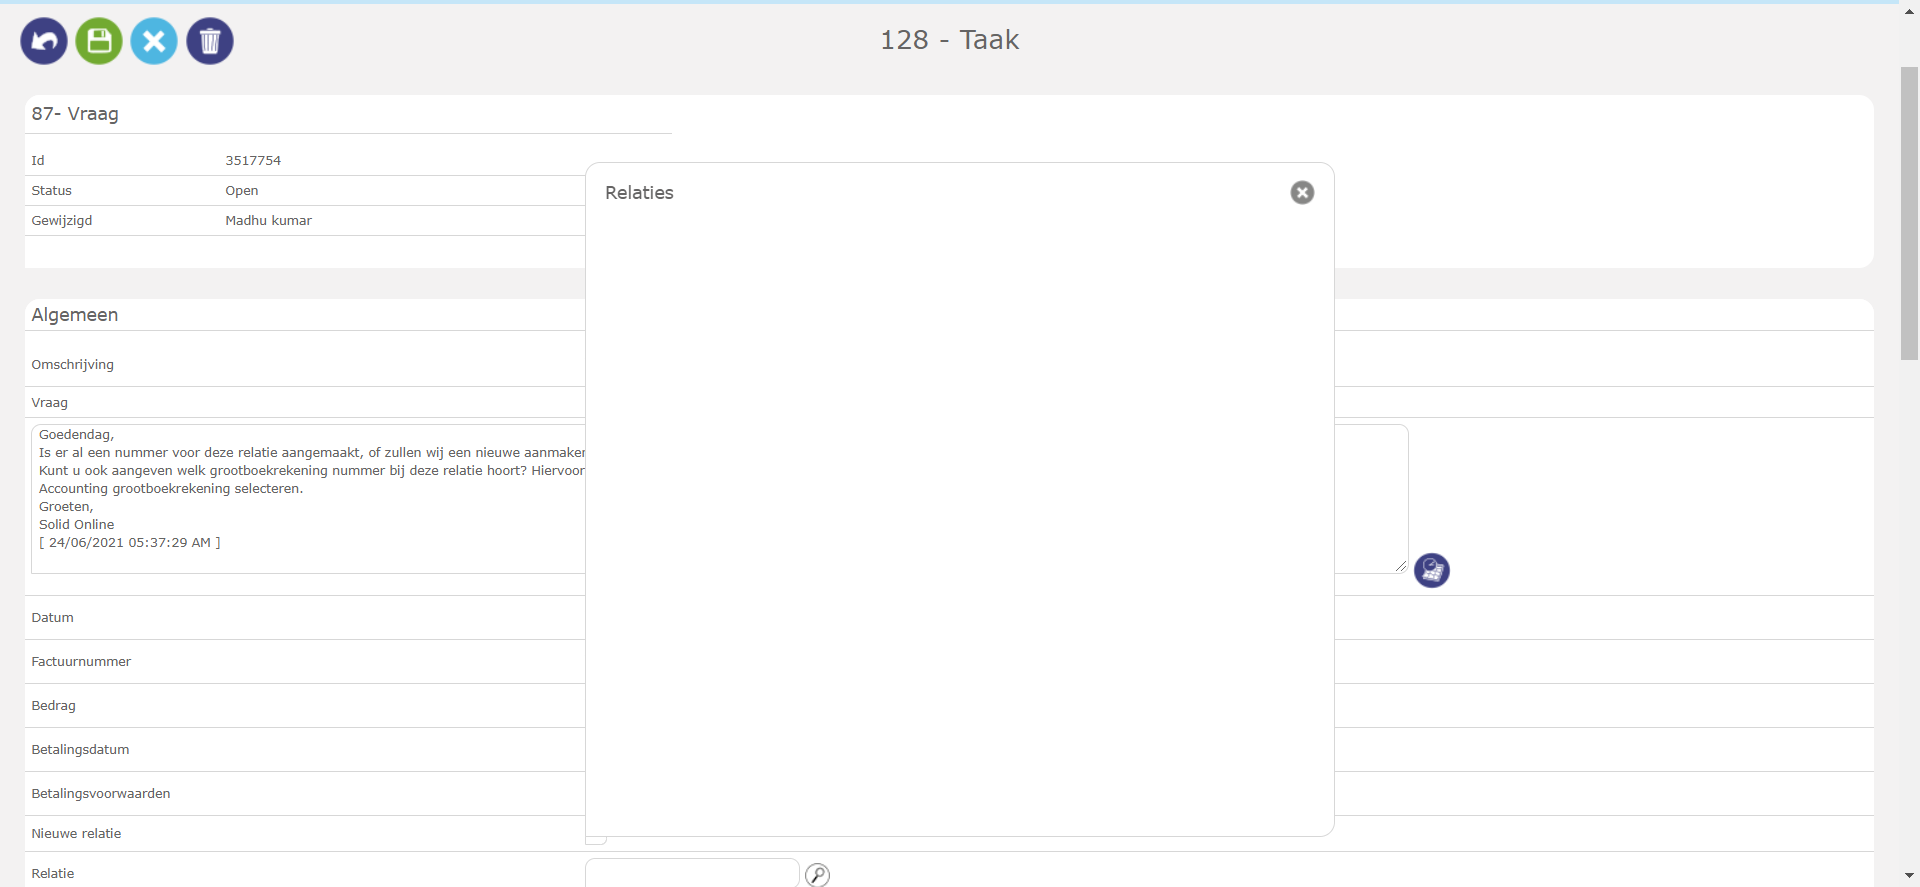 128 - Taak
87- Vraag
Id 3517754
Status Open
Gewijzigd Madhu kumar
Relaties
Algemeen
Omschrijving
Vraag
Goedendag,
Is er al een nummer voor deze relatie aangemaakt, of zullen wij een nieuwe
Kunt u ook aangeven welk grootboekrekening nummer bij deze relatie hoort? Hiervoor
Accounting grootboekrekening selecteren.
Groeten,
Solid Online
[ 24/06/2021 05:37:29 AM ]
Datum
Factuurnummer
Bedrag
Betalingsdatum
Betalingsvoorwaarden
Nieuwe relatie
Relatie